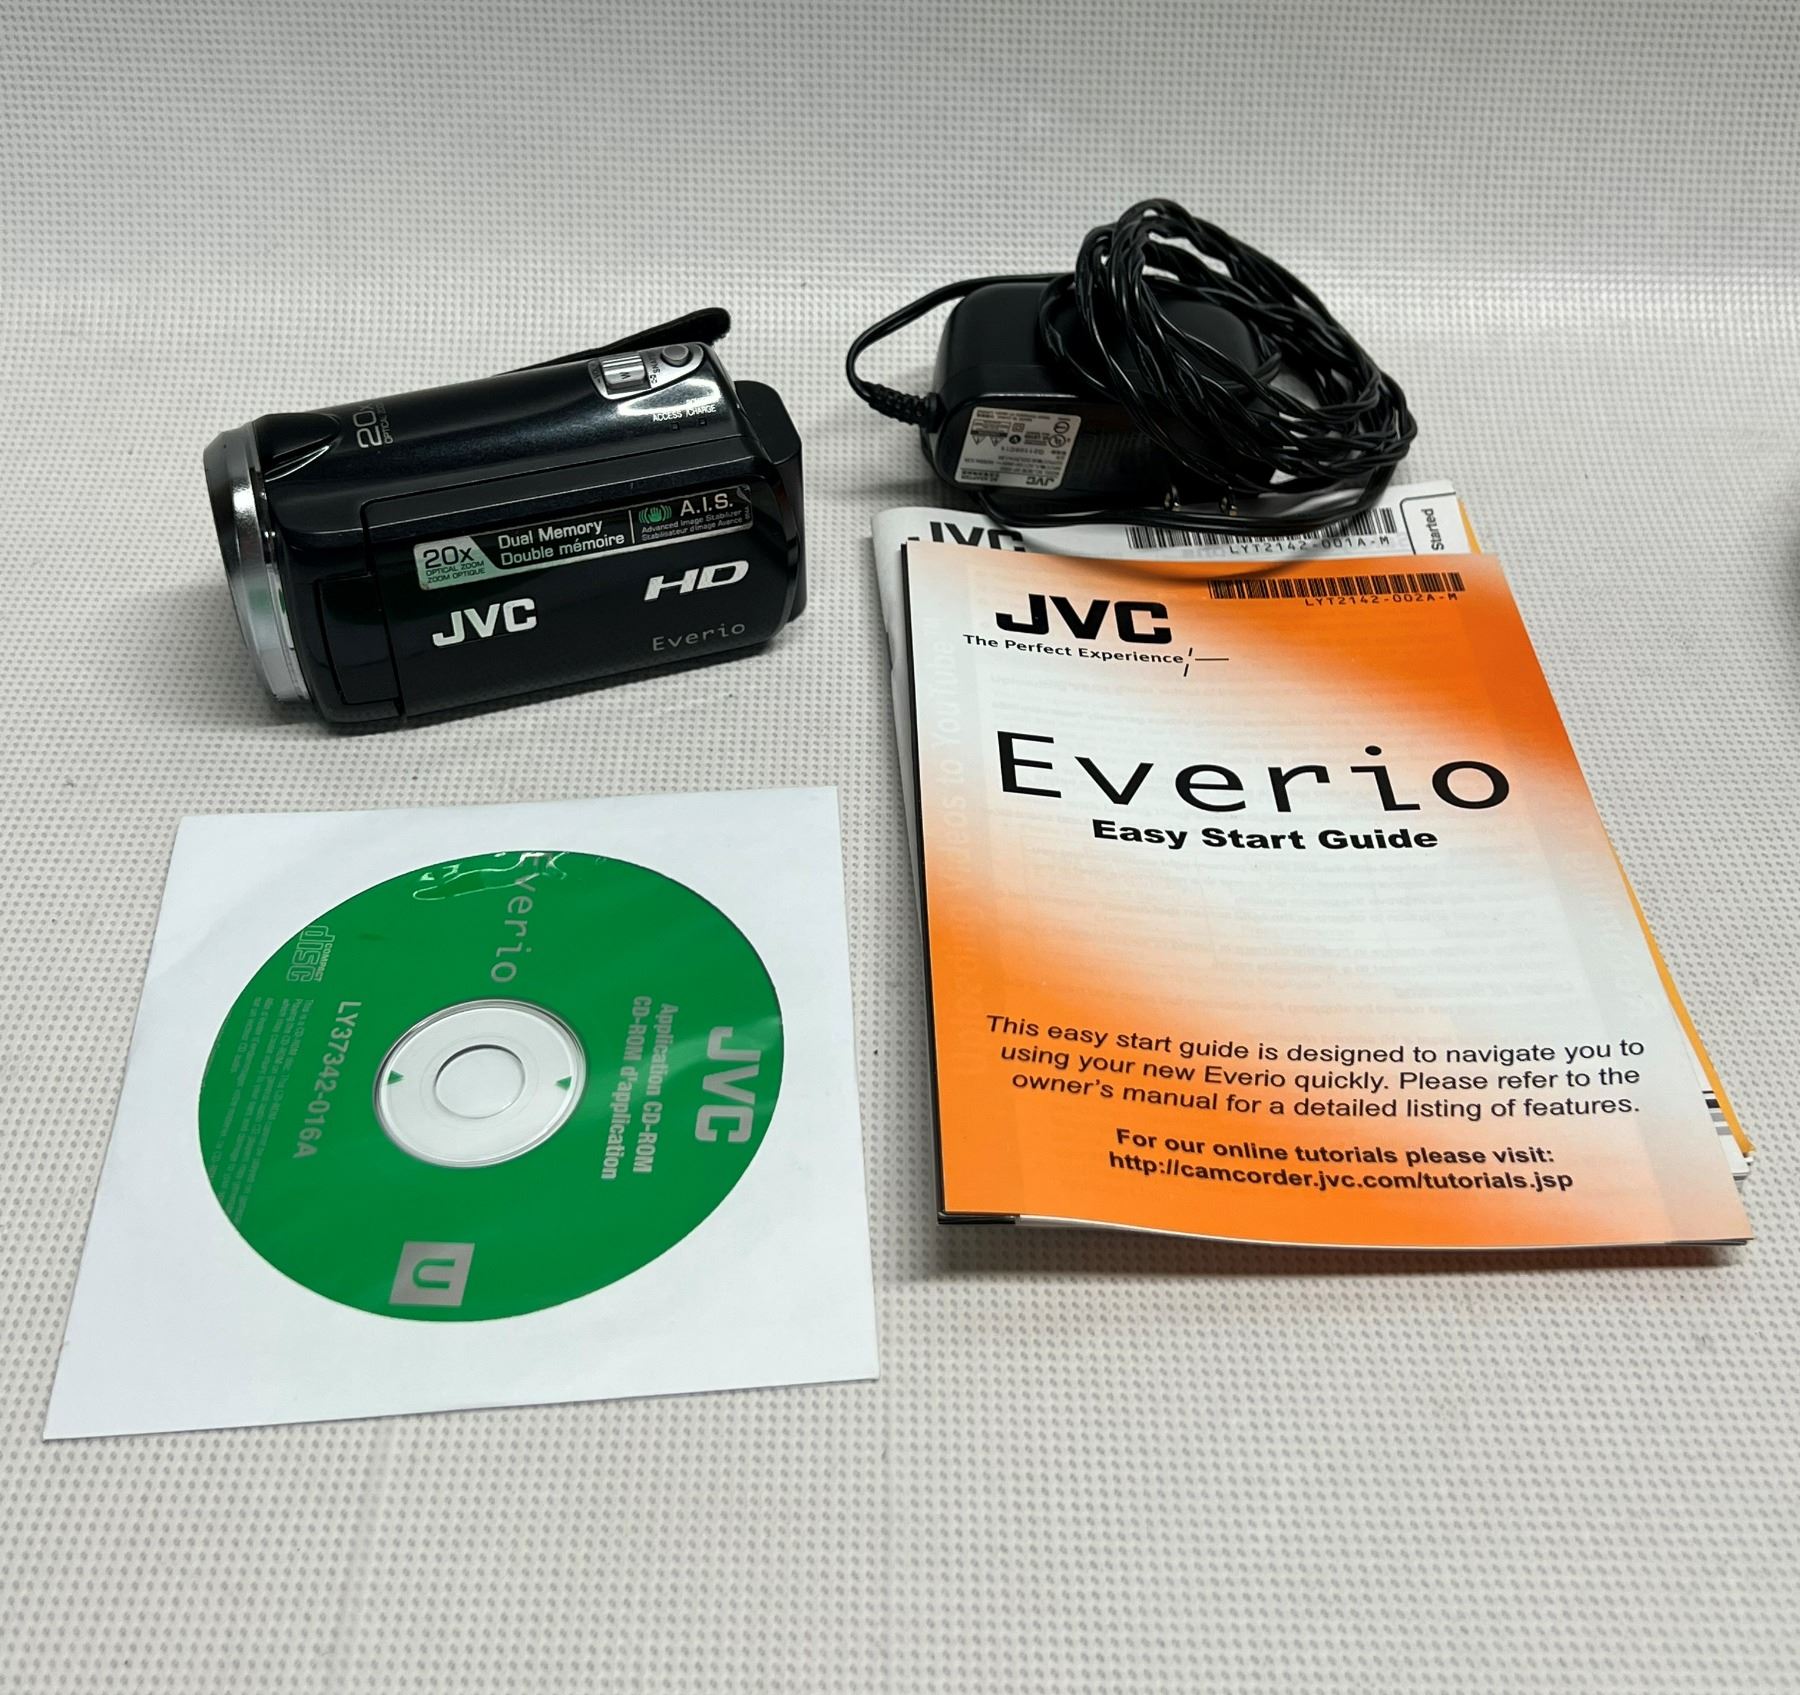 20x
OPTICAL ZOOM
W
ACCESS /CHARGE
20x
OPTICAL ZOOM
ZOOM OPTIQUE
Dual Memory
Double mémoire
A.I.S.
Advanced Image Stabilizer
Stabilisateur d'Image Avancé
JVC
HD
Everio
JVC
JVC
LYT2142-001A-M
Started
LYT2142-002A-M
JVC
The Perfect Experience
Everio
Easy Start Guide
This easy start guide is designed to navigate you to
using your new Everio quickly. Please refer to the
owner's manual for a detailed listing of features.
For our online tutorials please visit:
http://camcorder.jvc.com/tutorials.jsp
JVC
Application CD-ROM
CD-ROM d'application
Everio
COMPACT
disc
LY37342-016A
U